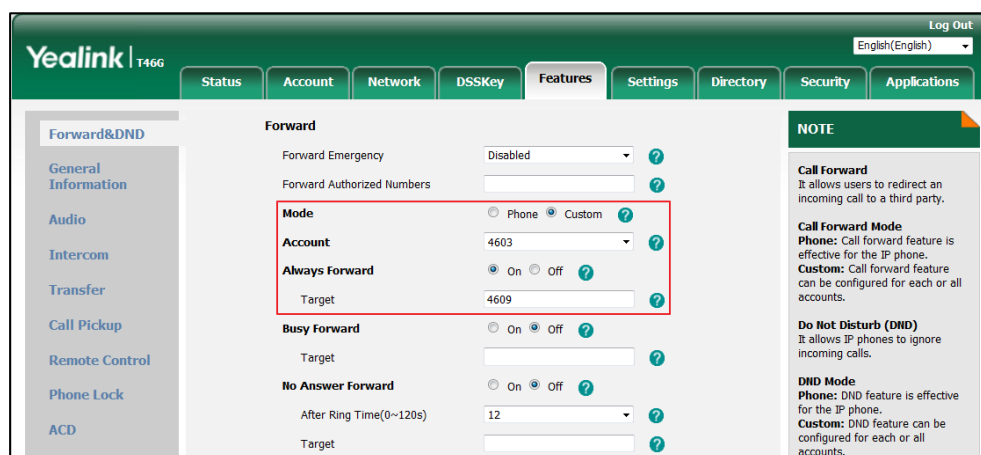 Log Out
Yealink | T46G
English(English)
Status Account Network DSSKey Features Settings Directory Security Applications
Forward&DND
General
Information
Audio
Intercom
Transfer
Call Pickup
Remote Control
Phone Lock
ACD
Forward
Forward Emergency Disabled
Forward Authorized Numbers
Mode Phone Custom
Account 4603
Always Forward On Off
Target 4609
Busy Forward On Off
Target
No Answer Forward On Off
After Ring Time(0~120s) 12
Target
NOTE
Call Forward
It allows users to redirect an
incoming call to a third party.
Call Forward Mode
Phone: Call forward feature is
effective for the IP phone.
Custom: Call forward feature
can be configured for each or all
accounts.
Do Not Disturb (DND)
It allows IP phones to ignore
incoming calls.
DND Mode
Phone: DND feature is effective
for the IP phone.
Custom: DND feature can be
configured for each or all
accounts.